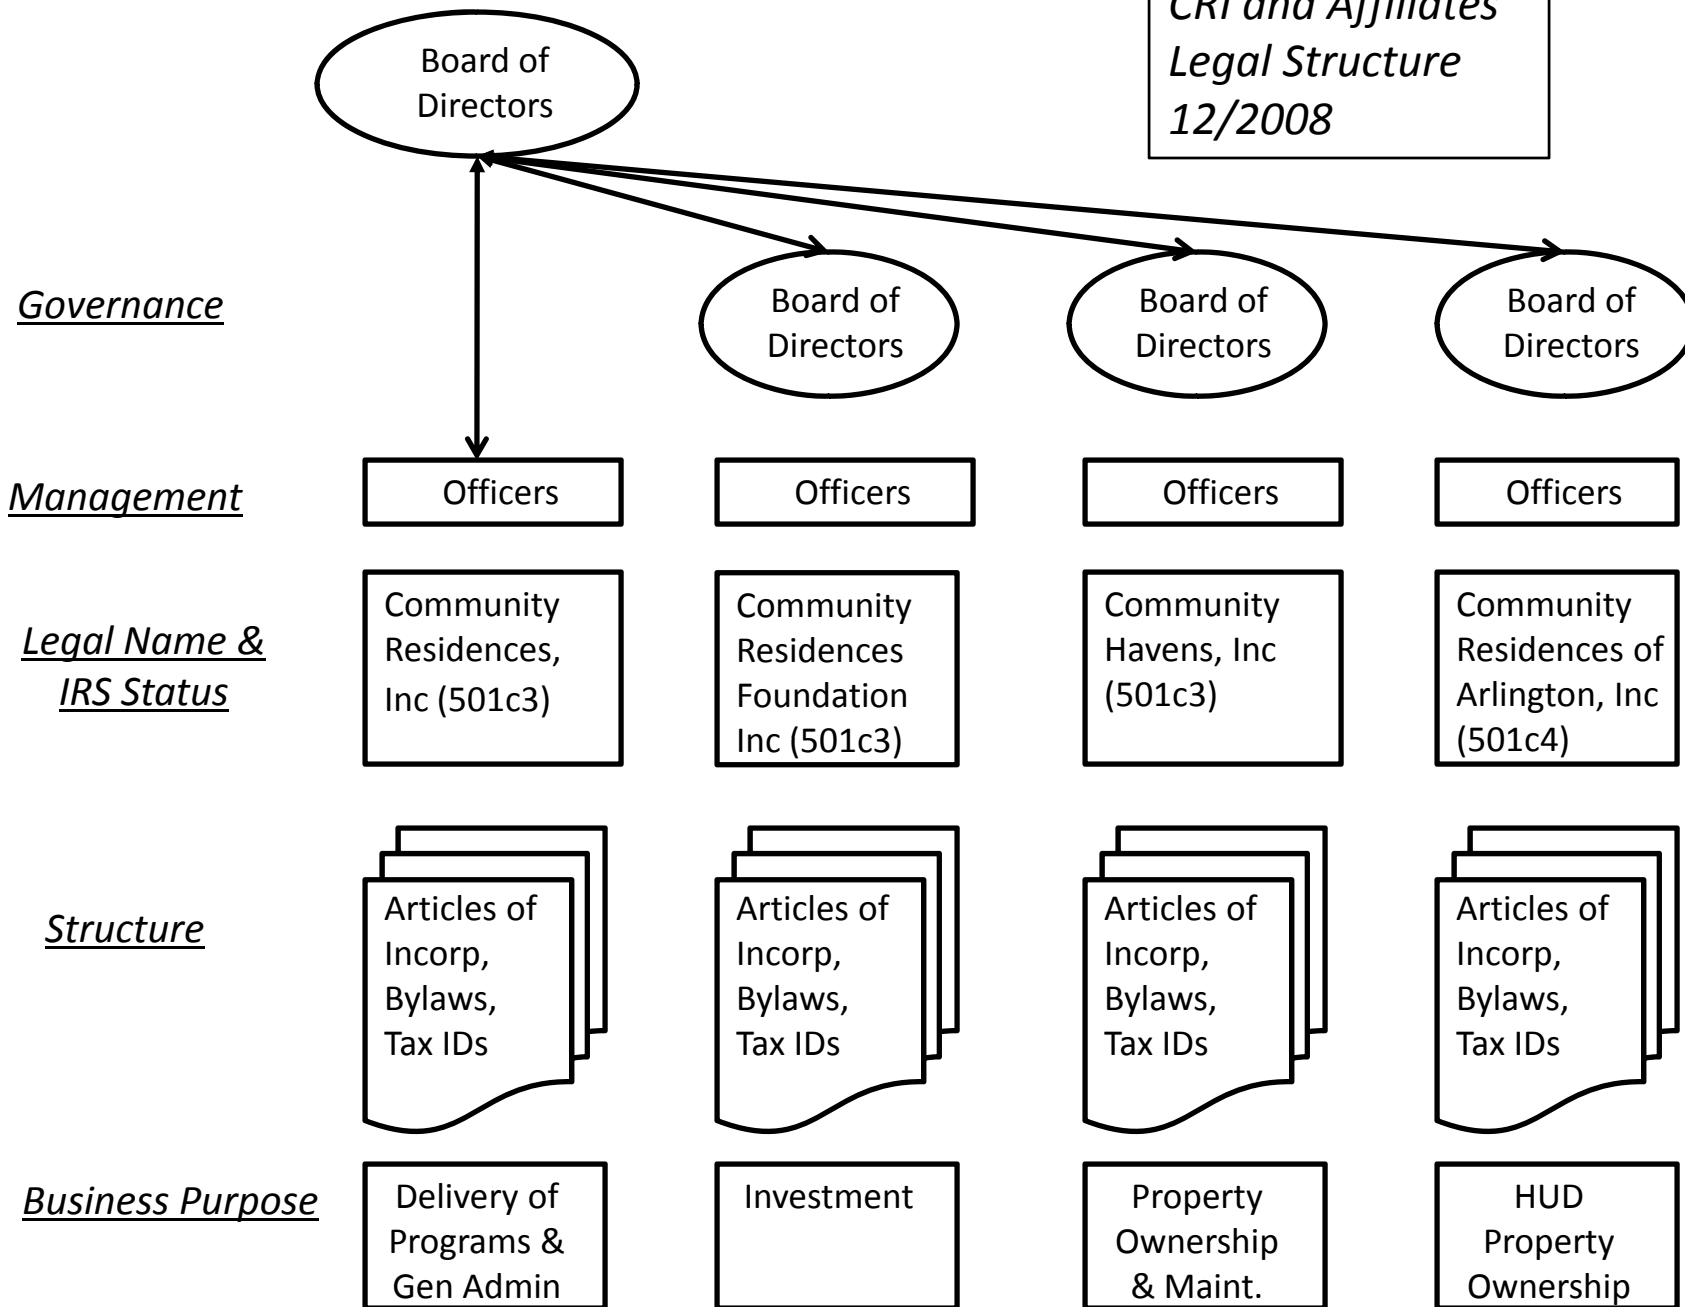 CRI and Affiliates
Legal Structure
12/2008
Board of
Directors
Governance
Board of
Directors
Board of
Directors
Board of
Directors
Management
Officers
Officers
Officers
Officers
Legal Name &
IRS Status
Community
Residences,
Inc (501c3)
Community
Residences
Foundation
Inc (501c3)
Community
Havens, Inc
(501c3)
Community
Residences of
Arlington, Inc
(501c4)
Structure
Articles of
Incorp,
Bylaws,
Tax IDs
Articles of
Incorp,
Bylaws,
Tax IDs
Articles of
Incorp,
Bylaws,
Tax IDs
Articles of
Incorp,
Bylaws,
Tax IDs
Business Purpose
Delivery of
Programs &
Gen Admin
Investment
Property
Ownership
& Maint.
HUD
Property
Ownership